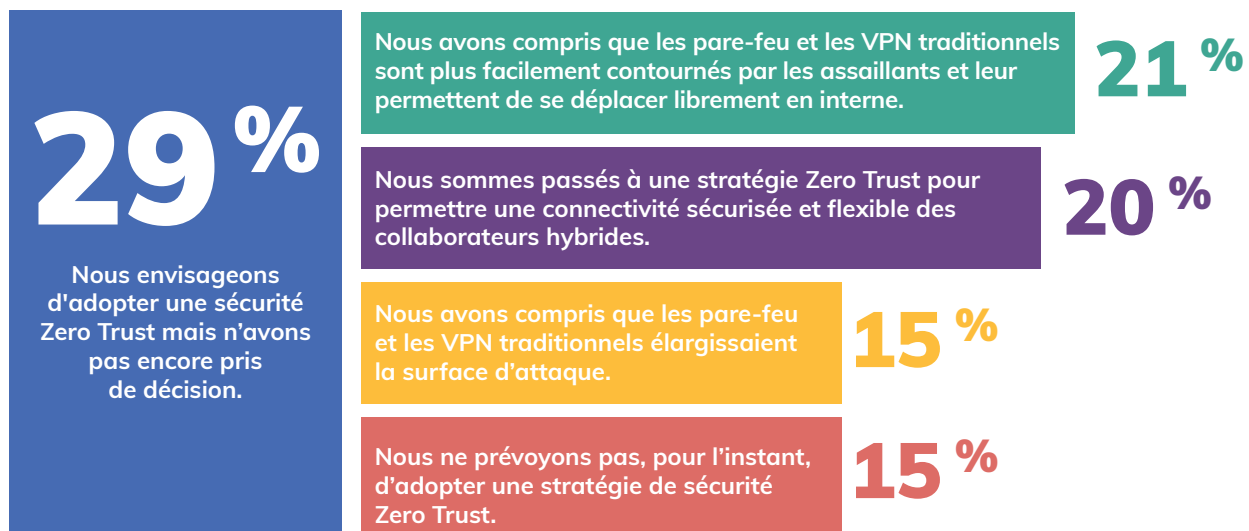 29 %
Nous envisageons
d'adopter une sécurité
Zero Trust mais n’avons
pas encore pris
de décision.
Nous avons compris que les pare-feu et les VPN traditionnels
sont plus facilement contournés par les assaillants et leur
permettent de se déplacer librement en interne.
21 %
Nous sommes passés à une stratégie Zero Trust pour
permettre une connectivité sécurisée et flexible des
collaborateurs hybrides.
20 %
Nous avons compris que les pare-feu
et les VPN traditionnels élargissaient
la surface d’attaque.
15 %
Nous ne prévoyons pas, pour l’instant,
d’adopter une stratégie de sécurité
Zero Trust.
15 %